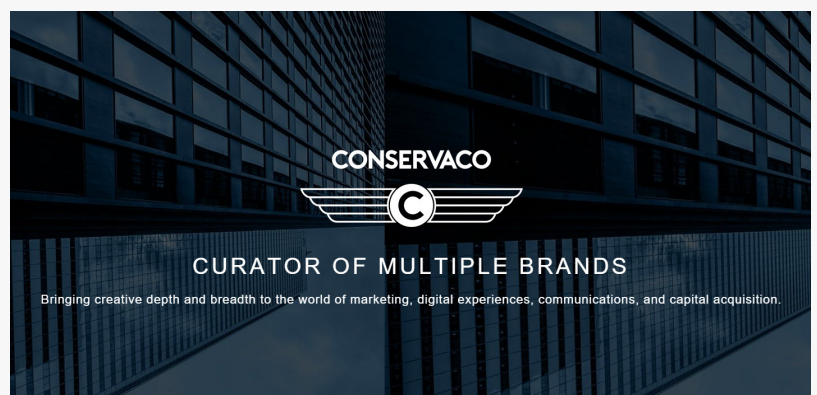 CONSERVACO
C
CURATOR OF MULTIPLE BRANDS
Bringing creative depth and breadth to the world of marketing, digital experiences, communications, and capital acquisition.